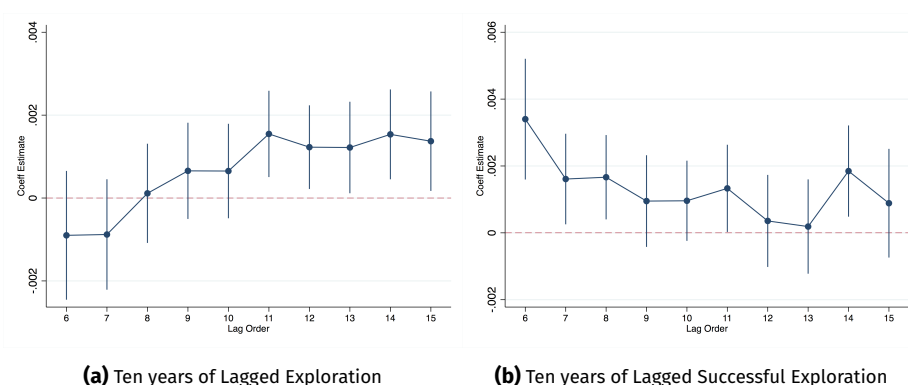 .004
.002
0
-.002
Coeff Estimate
6 7 8 9 10 11 12 13 14 15
Lag Order
(a) Ten years of Lagged Exploration
.006
.004
.002
0
-.002
Coeff Estimate
6 7 8 9 10 11 12 13 14 15
Lag Order
(b) Ten years of Lagged Successful Exploration